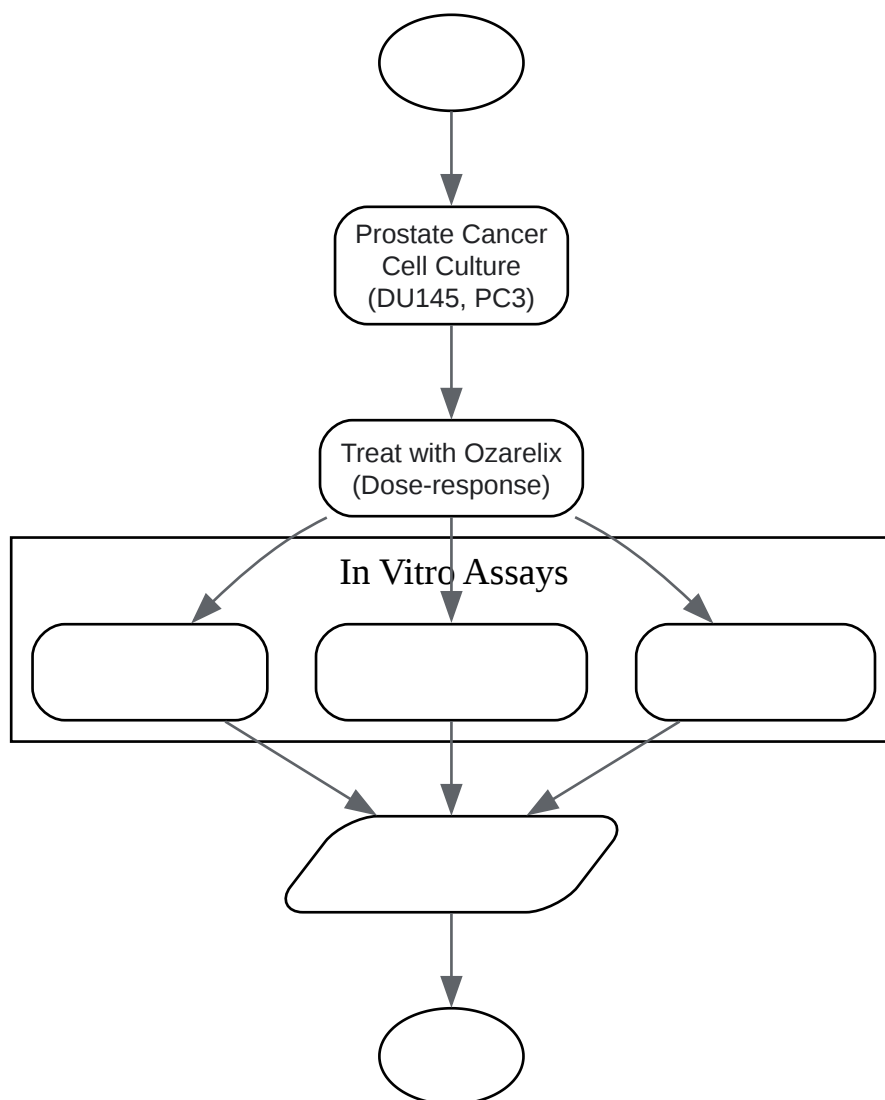 Prostate Cancer
Cell Culture
(DU145, PC3)
Treat with Ozarelix
(Dose-response)
In Vitro Assays